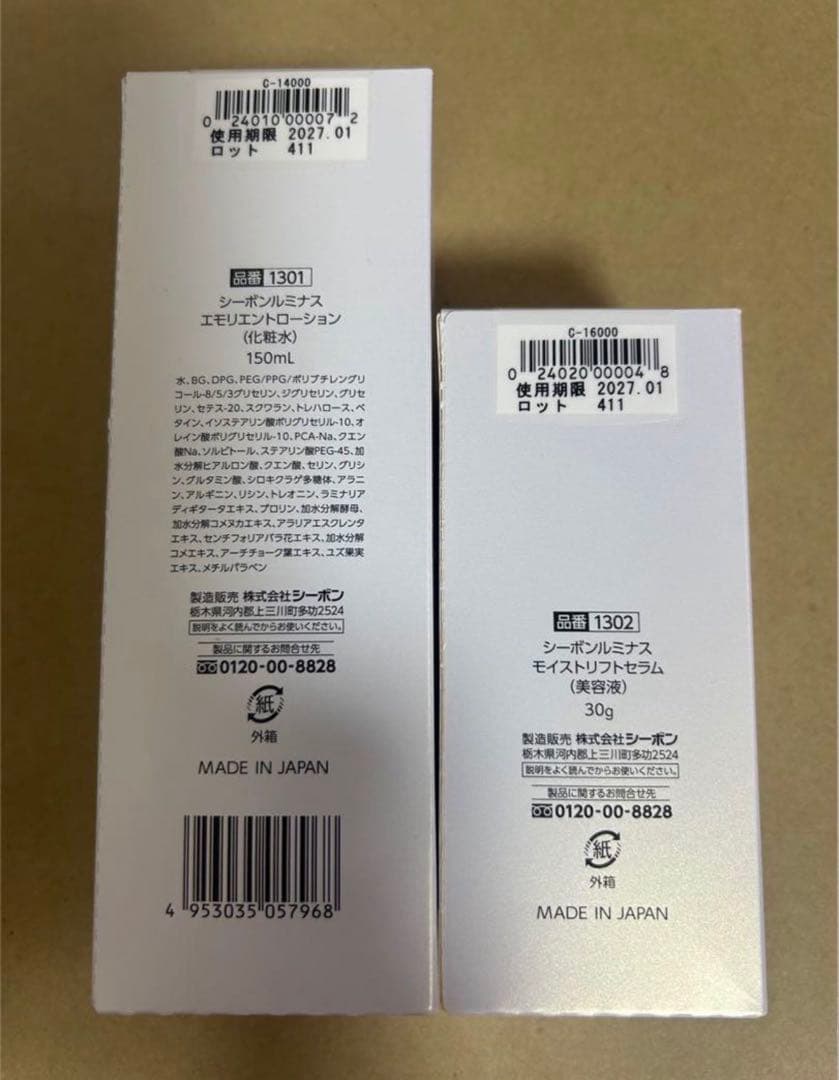 C-14000
0 24010 00007 2
使用期限 2027.01
ロット 411
品番 1301
シーボンルミナス
エモリエントローション
(化粧水)
150mL
水、BG、DPG、PEG/PPG/ポリブチレングリ
コール-8/5/3グリセリン、ジグリセリン、グリセ
リン、セテス-20、スクワラン、トレハロース、ベ
タイン、イソステアリン酸ポリグリセリル-10、オ
レイン酸ポリグリセリル-10、PCA-Na、クエン
酸Na、ソルビトール、ステアリン酸PEG-45、加
水分解ヒアルロン酸、クエン酸、セリン、グリシ
ン、グルタミン酸、シロキクラゲ多糖体、アラニ
ン、アルギニン、リシン、トレオニン、ラミナリア
ディギタータエキス、プロリン、加水分解酵母、
加水分解コメヌカエキス、アラリアエスクレンタ
エキス、センチフォリアバラ花エキス、加水分解
コメエキス、アーチチョーク葉エキス、ユズ果実
エキス、メチルパラベン
製造販売 株式会社シーボン
栃木県河内郡上三川町多功2524
説明をよく読んでからお使いください。
製品に関するお問合せ先
0120-00-8828
紙
外箱
MADE IN JAPAN
4 953035 057968
C-16000
0 24020 00004 8
使用期限 2027.01
ロット 411
品番 1302
シーボンルミナス
モイストリフトセラム
(美容液)
30g
製造販売 株式会社シーボン
栃木県河内郡上三川町多功2524
説明をよく読んでからお使いください。
製品に関するお問合せ先
0120-00-8828
紙
外箱
MADE IN JAPAN